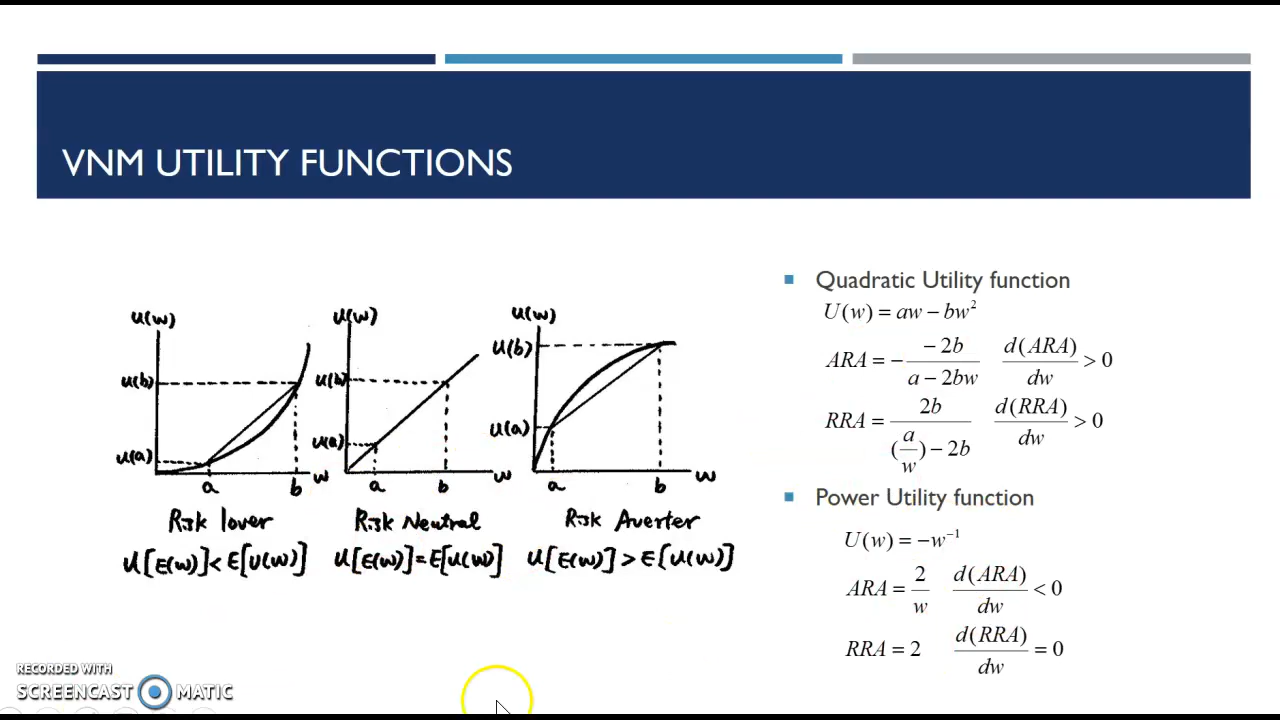 VNM UTILITY FUNCTIONS
U(w) U(w) U(w)
U(b) U(b) U(b)
U(a) U(a) U(a)
a b w a b w a b w
Risk lover Risk Neutral Risk Averter
U[E(w)] < E[U(w)] U[E(w)] = E[U(w)] U[E(w)] > E[U(w)]
Quadratic Utility function
U(w) = aw − bw²
ARA = − −2b / (a − 2bw) d(ARA)/dw > 0
RRA = 2b / ((a/w) − 2b) d(RRA)/dw > 0
Power Utility function
U(w) = −w⁻¹
ARA = 2/w d(ARA)/dw < 0
RRA = 2 d(RRA)/dw = 0
RECORDED WITH
SCREENCAST MATIC